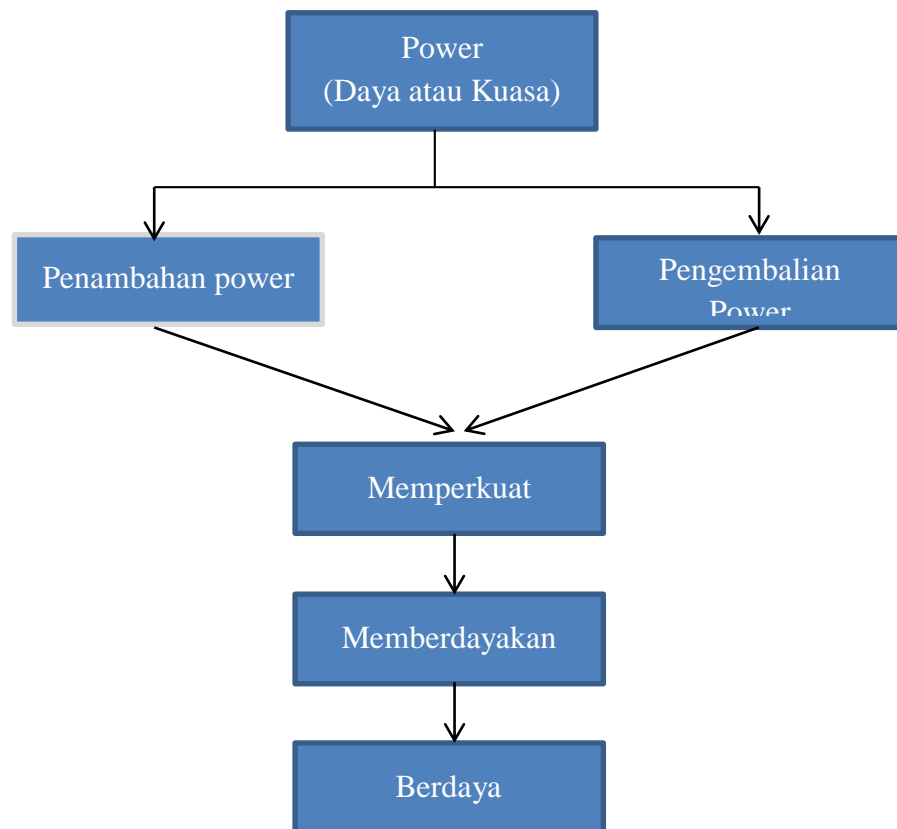 Power
(Daya atau Kuasa)
Penambahan power
Pengembalian
Power
Memperkuat
Memberdayakan
Berdaya